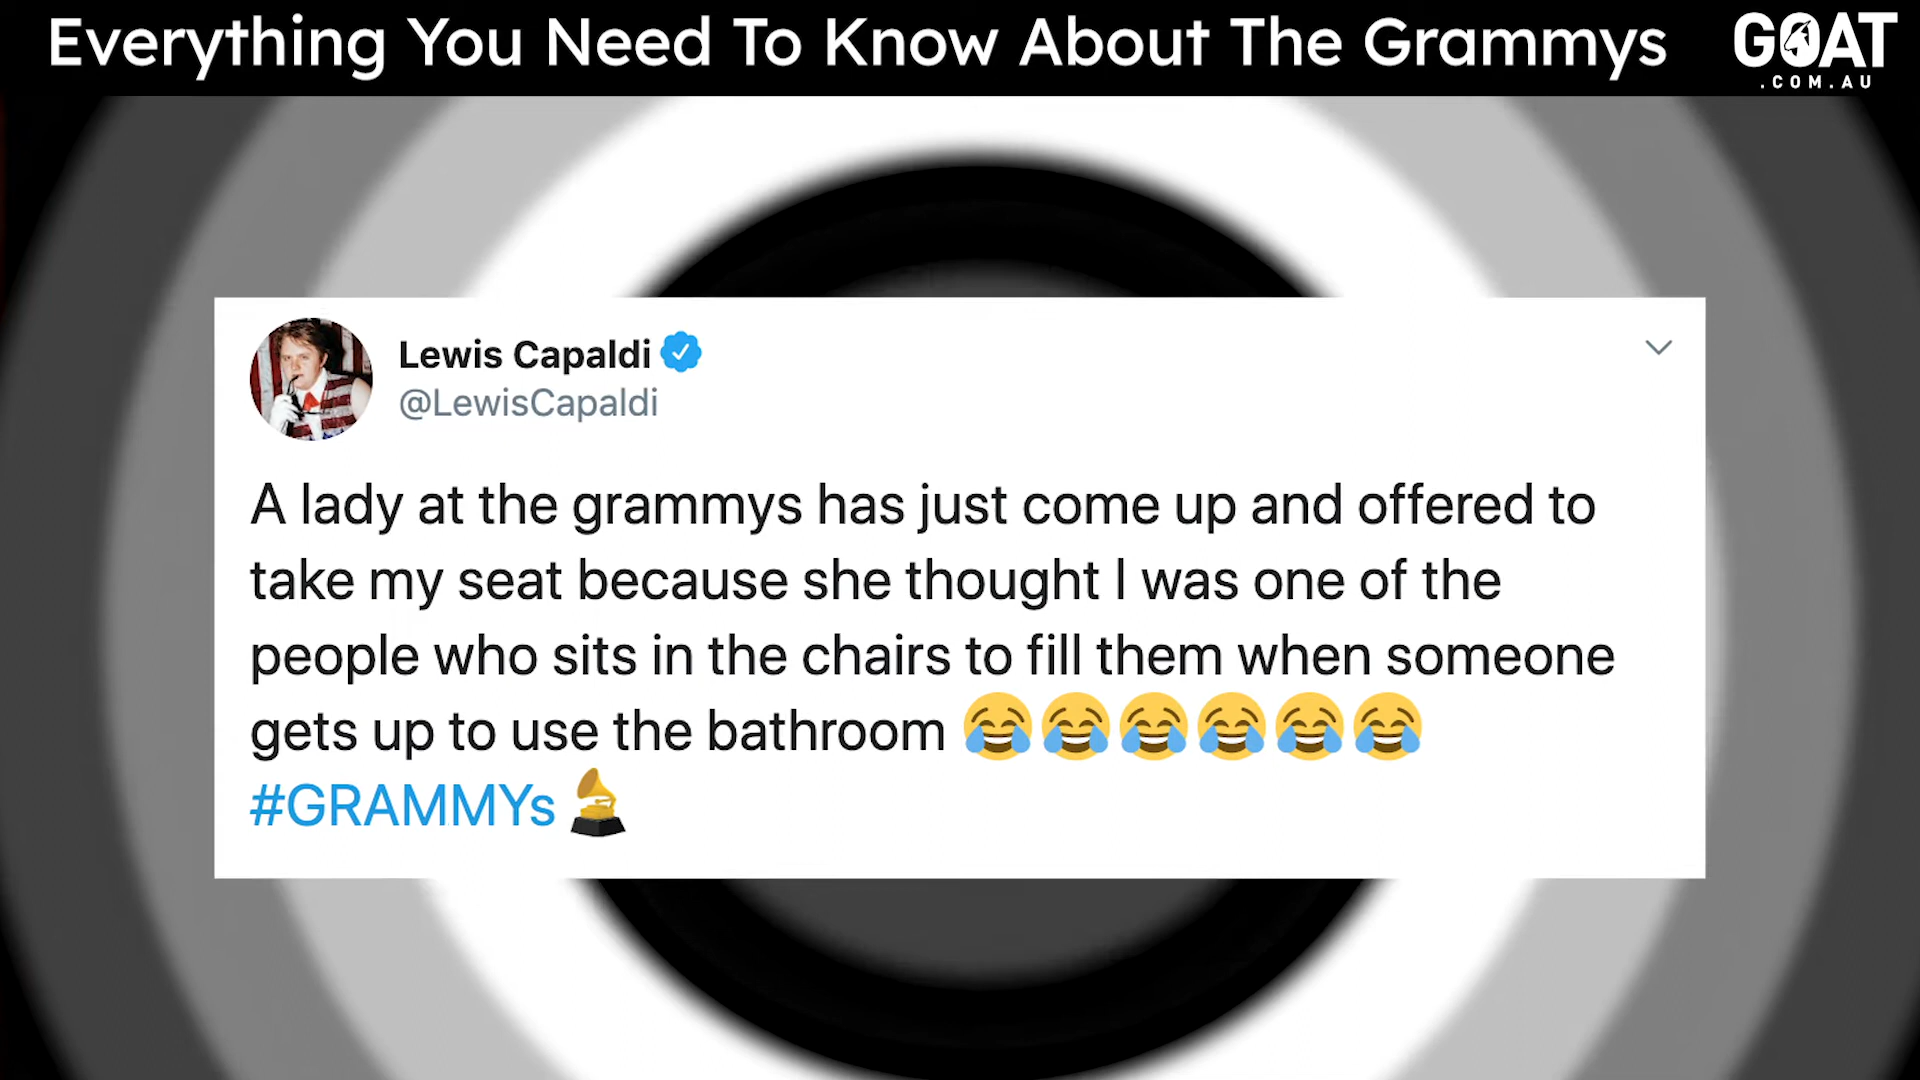 Everything You Need To Know About The Grammys
GOAT
.COM.AU
Lewis Capaldi
@LewisCapaldi
A lady at the grammys has just come up and offered to
take my seat because she thought I was one of the
people who sits in the chairs to fill them when someone
gets up to use the bathroom 😂😂😂😂😂😂
#GRAMMYs